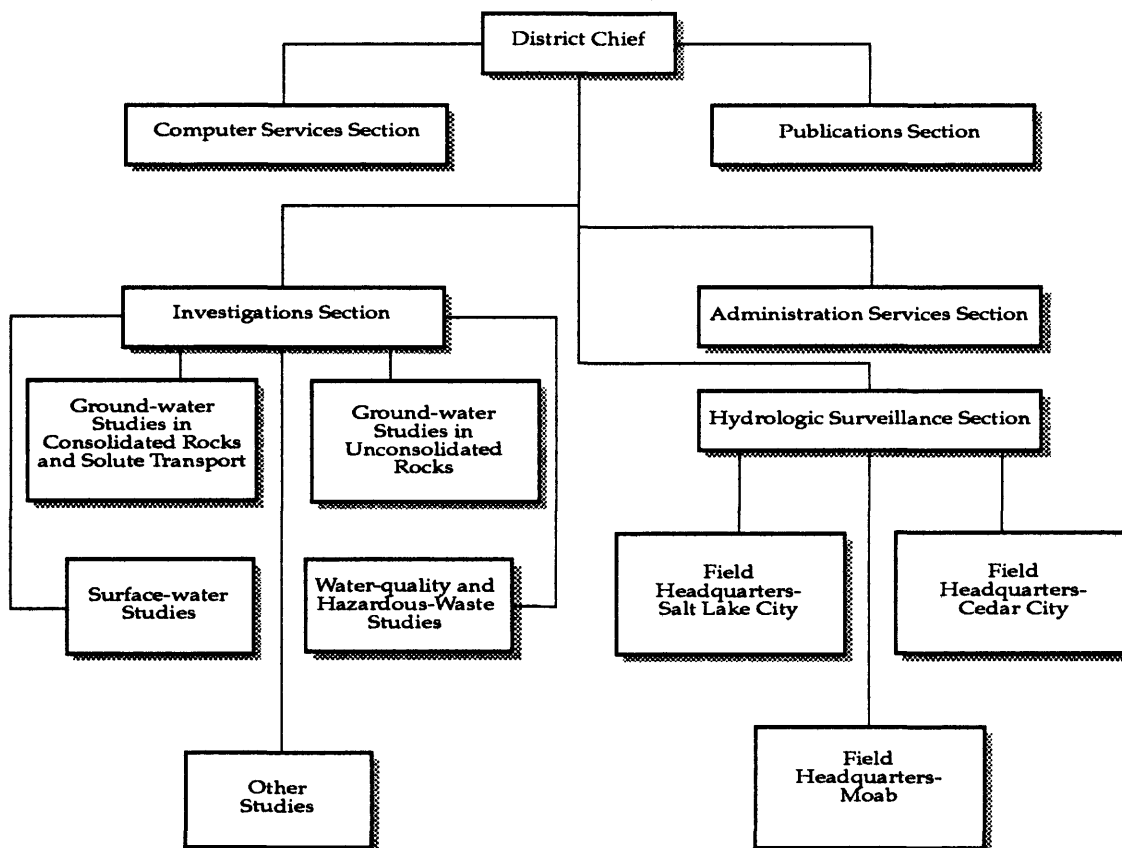 District Chief
Computer Services Section
Publications Section
Investigations Section
Administration Services Section
Ground-water
Studies in
Consolidated Rocks
and Solute Transport
Ground-water
Studies in
Unconsolidated
Rocks
Hydrologic Surveillance Section
Surface-water
Studies
Water-quality and
Hazardous-Waste
Studies
Field
Headquarters-
Salt Lake City
Field
Headquarters-
Cedar City
Other
Studies
Field
Headquarters-
Moab